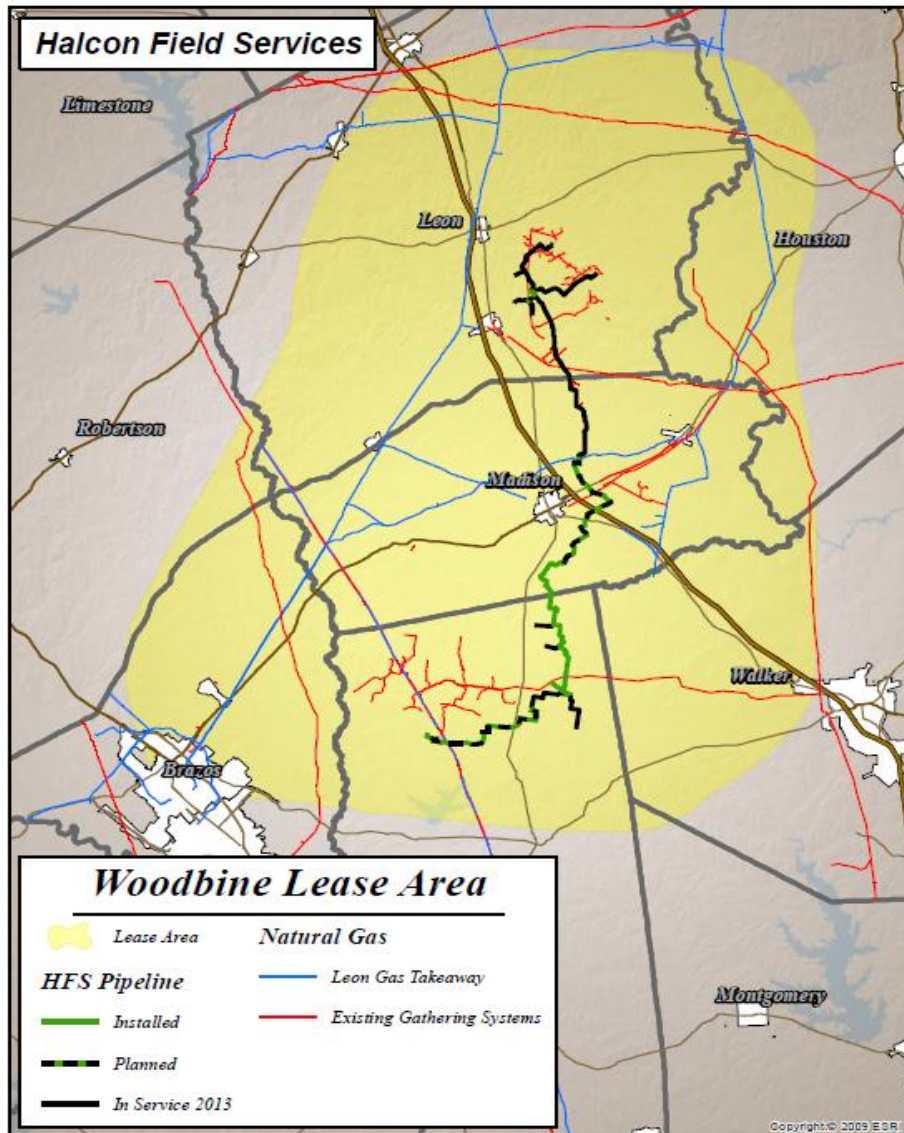 Halcon Field Services
Limestone
Leon
Houston
Robertson
Madison
Walker
Brazos
Montgomery
Woodbine Lease Area
Lease Area
HFS Pipeline
Installed
Planned
In Service 2013
Natural Gas
Leon Gas Takeaway
Existing Gathering Systems
Copyright:© 2009 ESRI